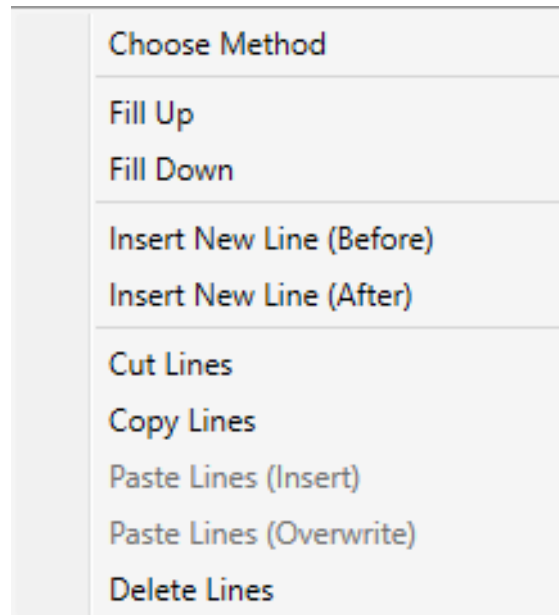 Choose Method
Fill Up
Fill Down
Insert New Line (Before)
Insert New Line (After)
Cut Lines
Copy Lines
Paste Lines (Insert)
Paste Lines (Overwrite)
Delete Lines